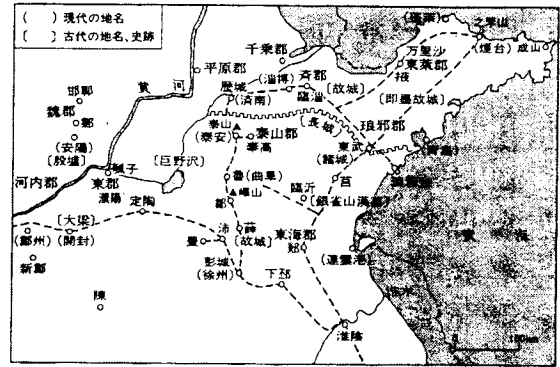 （　）現代の地名
［　］古代の地名、史跡
之罘山
千乗郡
万里沙
（煙台）
成山
平原郡
東萊郡
黄
河
（淄博）
斉郡
［故城］
掖
邯鄲
歴城
臨淄
（済南）
［即墨故城］
魏郡
鄴
［長城］
琅邪郡
泰山
（泰安）
泰山郡
奉高
東武
（安陽）
［殷墟］
［巨野沢］
（諸城）
瓠子
河内郡
東郡
濮陽
魯（曲阜）
嶧山
臨沂
莒
［銀雀山漢墓］
鄒
定陶
［大梁］
（鄭州）
（開封）
沛
薛
［故城］
豊
東海郡
郯
新鄭
彭城
（徐州）
（連雲港）
黄
海
下邳
陳
淮陰
0
100km